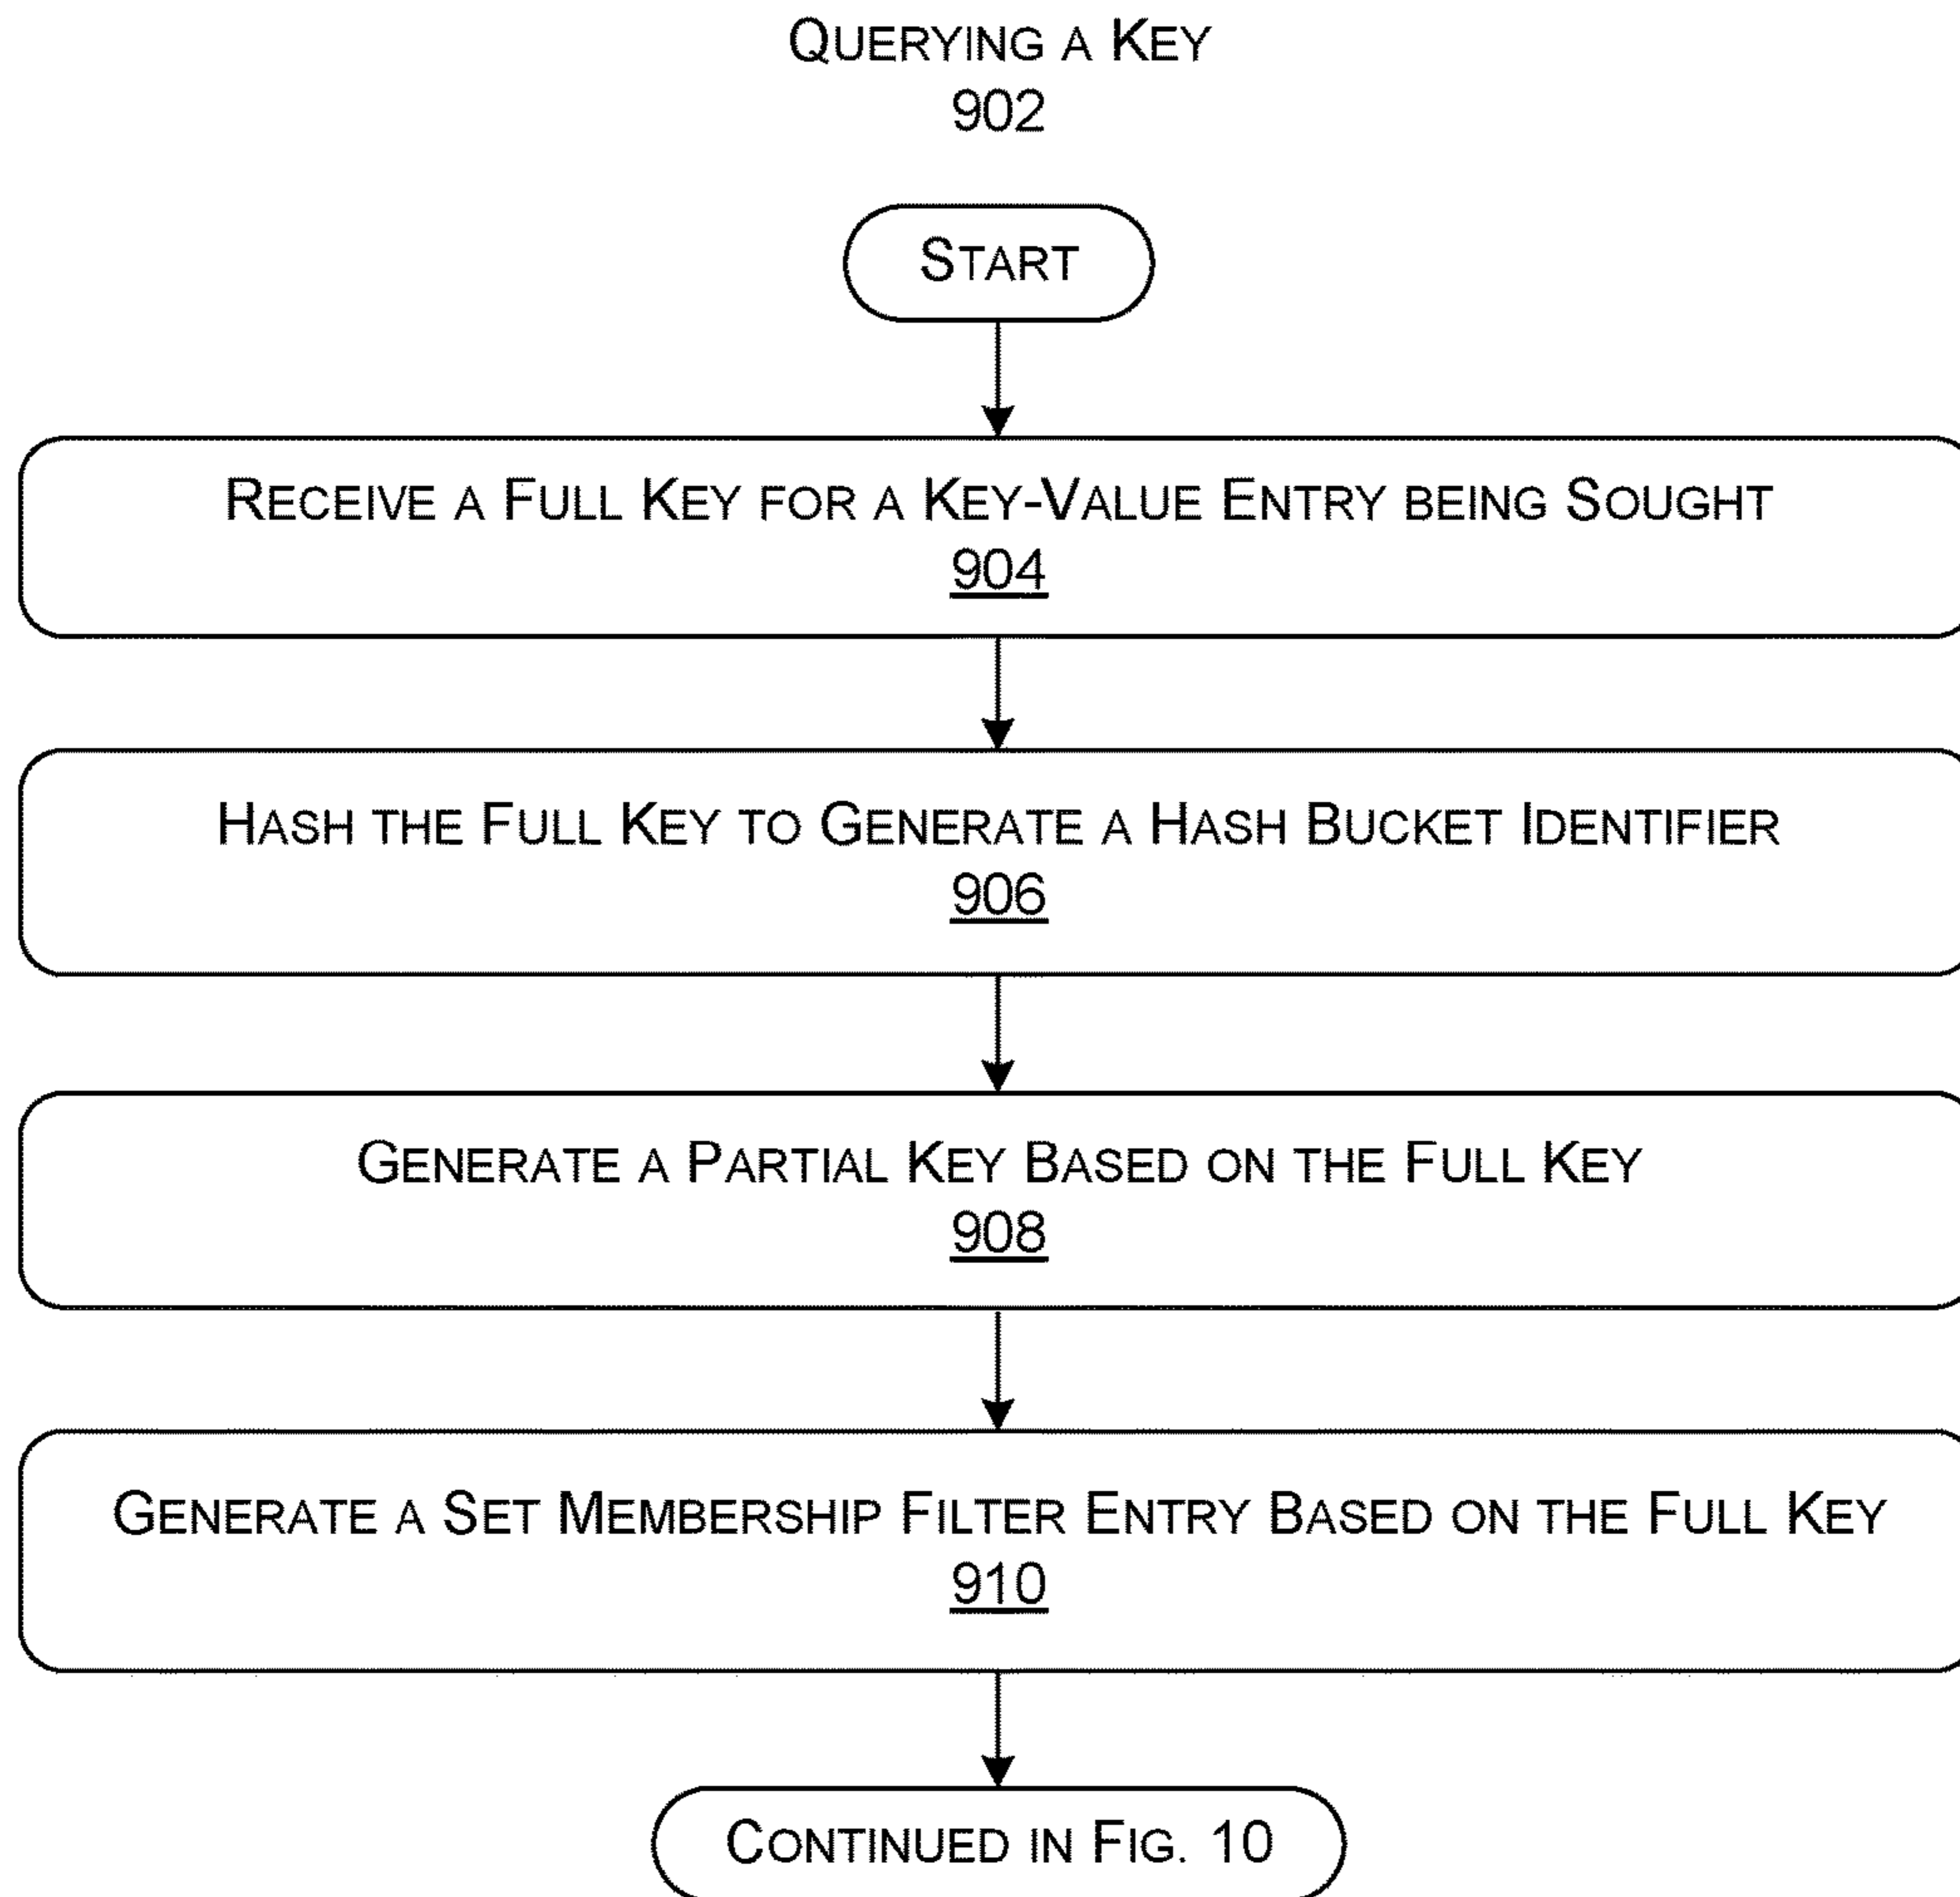 QUERYING A KEY
902
START
RECEIVE A FULL KEY FOR A KEY-VALUE ENTRY BEING SOUGHT
904
HASH THE FULL KEY TO GENERATE A HASH BUCKET IDENTIFIER
906
GENERATE A PARTIAL KEY BASED ON THE FULL KEY
908
GENERATE A SET MEMBERSHIP FILTER ENTRY BASED ON THE FULL KEY
910
CONTINUED IN FIG. 10